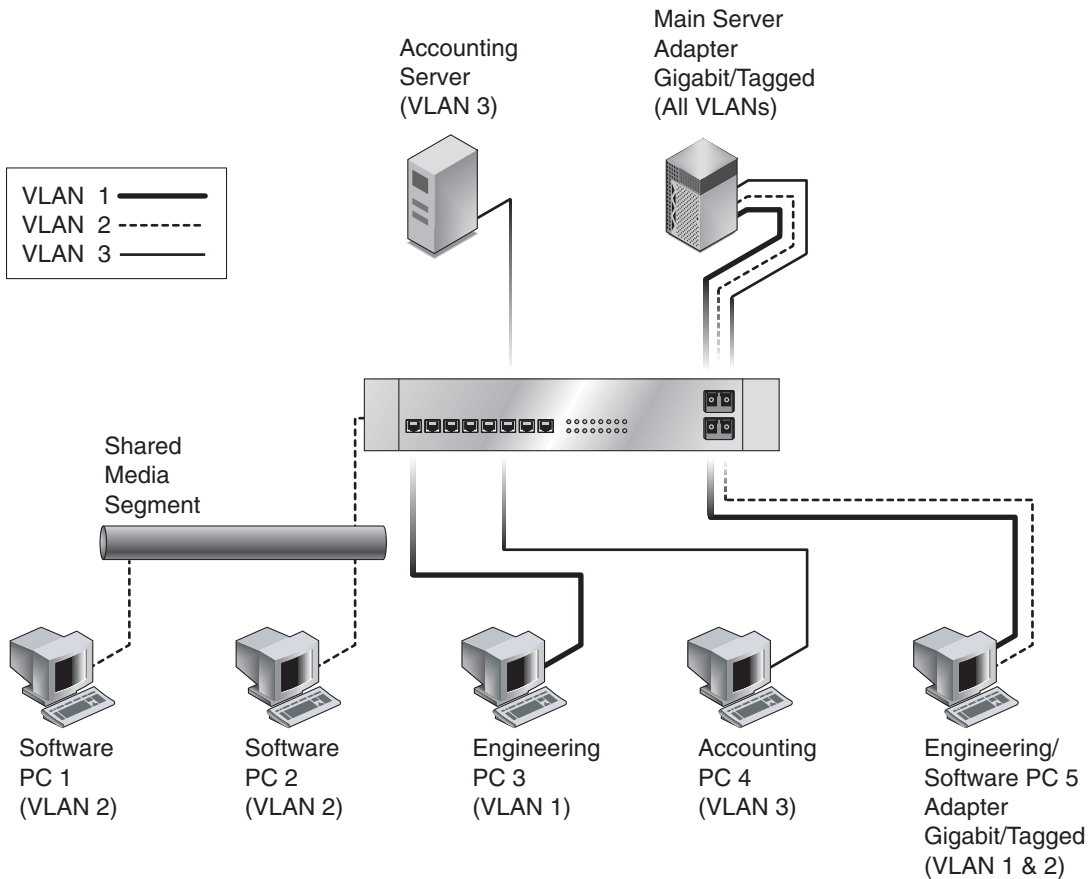 Accounting
Server
(VLAN 3)
Main Server
Adapter
Gigabit/Tagged
(All VLANs)
VLAN 1
VLAN 2
VLAN 3
Shared
Media
Segment
Software
PC 1
(VLAN 2)
Software
PC 2
(VLAN 2)
Engineering
PC 3
(VLAN 1)
Accounting
PC 4
(VLAN 3)
Engineering/
Software PC 5
Adapter
Gigabit/Tagged
(VLAN 1 & 2)